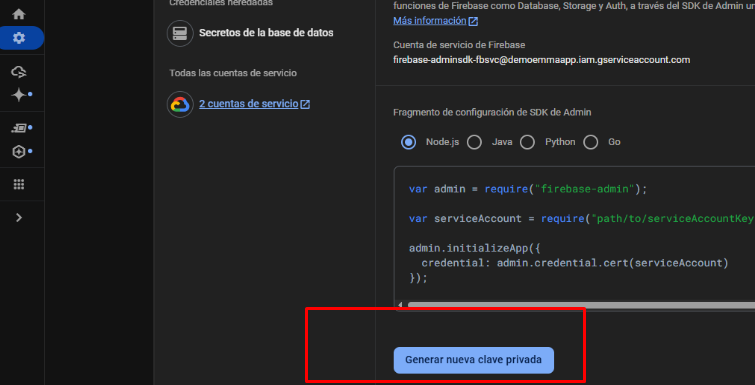 Credenciales heredadas
Secretos de la base de datos
Todas las cuentas de servicio
2 cuentas de servicio
funciones de Firebase como Database, Storage y Auth, a través del SDK de Admin
Más información
Cuenta de servicio de Firebase
firebase-adminsdk-fbsvc@demoemmaapp.iam.gserviceaccount.com
Fragmento de configuración de SDK de Admin
Node.js Java Python Go
var admin = require("firebase-admin");
var serviceAccount = require("path/to/serviceAccountKey
admin.initializeApp({
credential: admin.credential.cert(serviceAccount)
});
Generar nueva clave privada